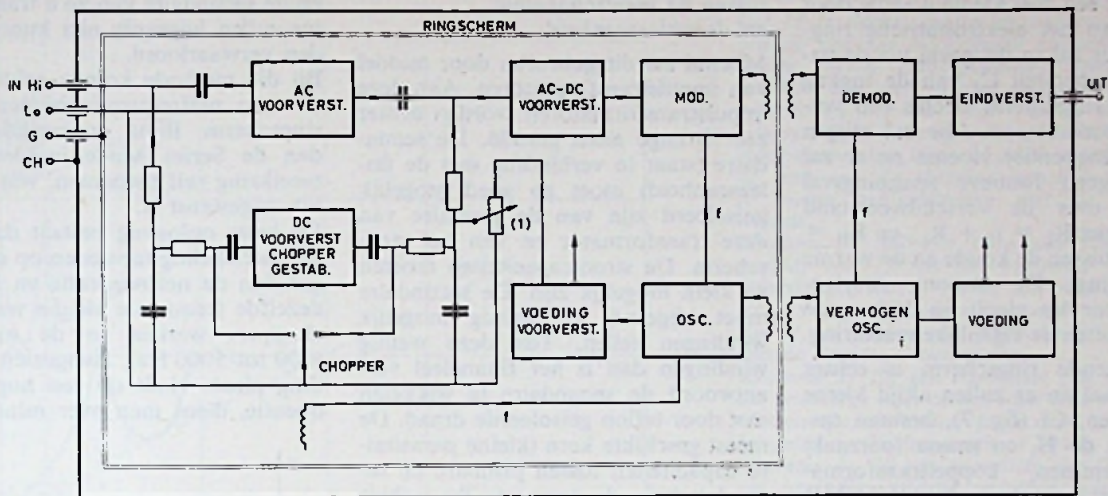 RINGSCHERM
IN Hi
Lo
G
CH
AC
VOORVERST.
AC-DC
VOORVERST.
MOD.
DEMOD.
EINDVERST.
UIT
DC
VOORVERST
CHOPPER
GESTAB.
(1)
f
f
VOEDING
VOORVERST.
OSC.
f
VERMOGEN
OSC.
f
VOEDING
CHOPPER
f